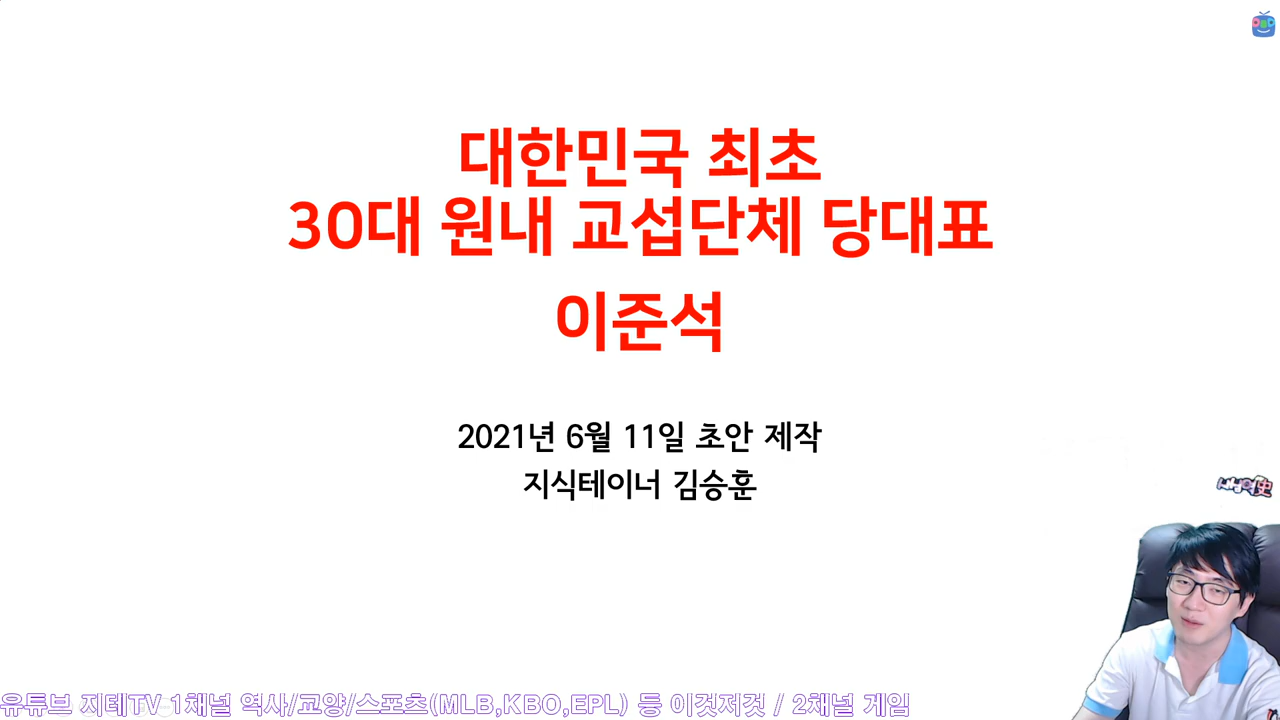 대한민국 최초
30대 원내 교섭단체 당대표
이준석
2021년 6월 11일 초안 제작
지식테이너 김승훈
유튜브 지테TV 1채널 역사/교양/스포츠(MLB,KBO,EPL) 등 이것저것 / 2채널 게임